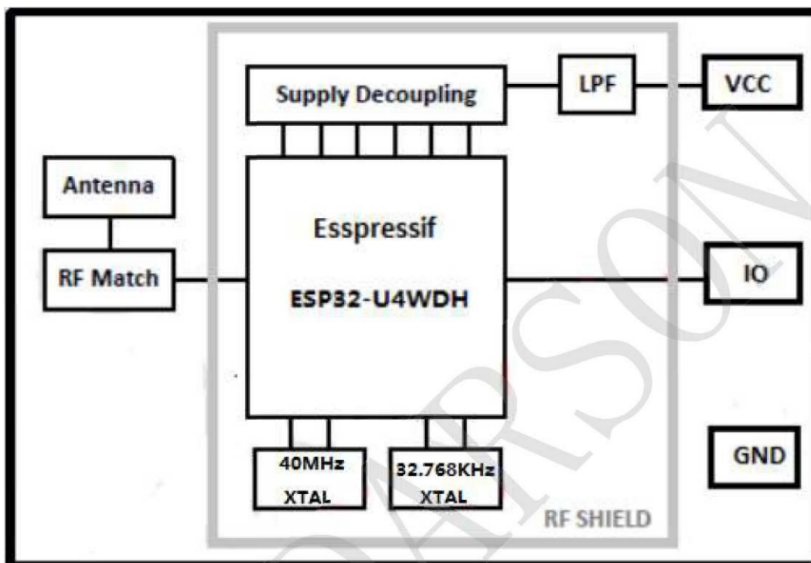 Supply Decoupling
LPF
VCC
Antenna
RF Match
Esspressif
ESP32-U4WDH
IO
40MHz
XTAL
32.768KHz
XTAL
GND
RF SHIELD
DARSON